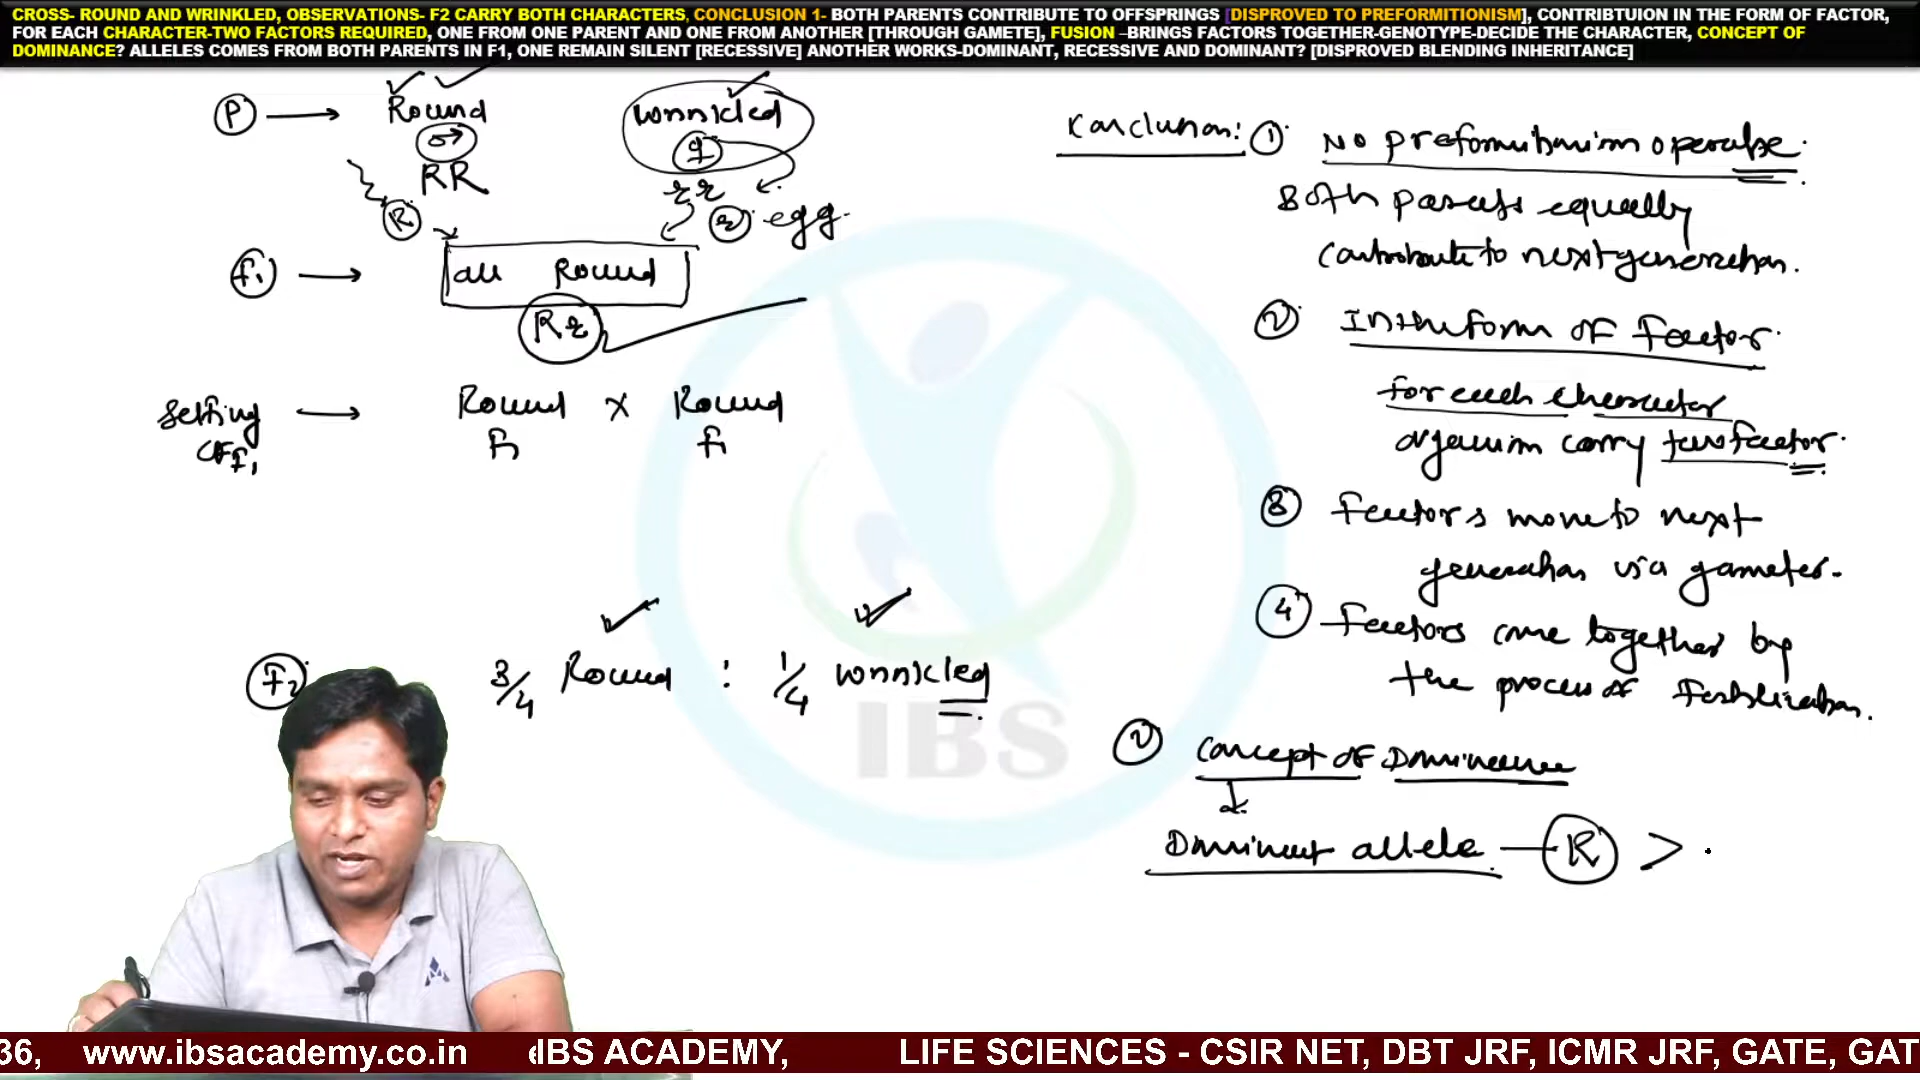 CROSS- ROUND AND WRINKLED, OBSERVATIONS- F2 CARRY BOTH CHARACTERS, CONCLUSION 1- BOTH PARENTS CONTRIBUTE TO OFFSPRINGS [DISPROVED TO PREFORMITIONISM], CONTRIBTUION IN THE FORM OF FACTOR,
FOR EACH CHARACTER-TWO FACTORS REQUIRED, ONE FROM ONE PARENT AND ONE FROM ANOTHER [THROUGH GAMETE], FUSION –BRINGS FACTORS TOGETHER-GENOTYPE-DECIDE THE CHARACTER, CONCEPT OF
DOMINANCE? ALLELES COMES FROM BOTH PARENTS IN F1, ONE REMAIN SILENT [RECESSIVE] ANOTHER WORKS-DOMINANT, RECESSIVE AND DOMINANT? [DISPROVED BLENDING INHERITANCE]
P → Round wrinkled
♂ ♀
RR rr
R r egg.
F1 → all Round
Rr
Selfing → Round x Round
of F1 F1 F1
F2 3/4 Round : 1/4 wrinkled
Conclusion: 1 No preformitionism operate.
Both parents equally
contribute to next generation.
2 In the form of factor.
for each character
organism carry two factor.
3 Factors move to next
generation via gametes.
4 Factors come together by
the process of fertilization.
2 Concept of Dominance
Dominant allele — R >
IBS
36, www.ibsacademy.co.in IBS ACADEMY, LIFE SCIENCES - CSIR NET, DBT JRF, ICMR JRF, GATE, GAT